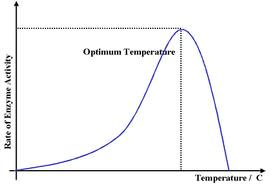 Optimum Temperature
Rate of Enzyme Activity
Temperature / C